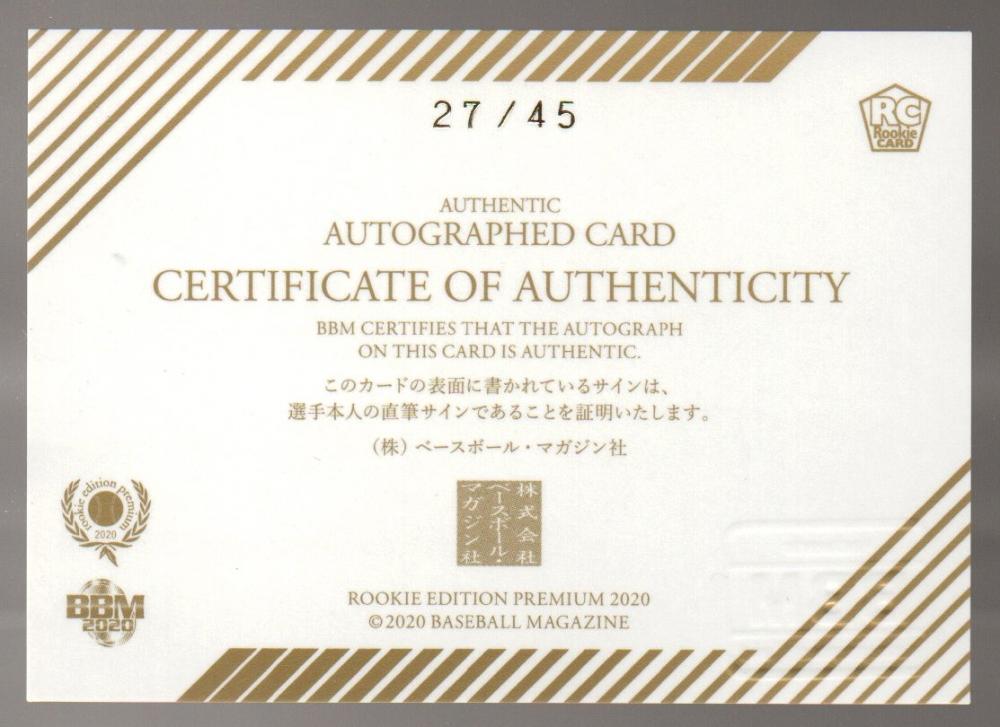 27/45
RC
Rookie
CARD
AUTHENTIC
AUTOGRAPHED CARD
CERTIFICATE OF AUTHENTICITY
BBM CERTIFIES THAT THE AUTOGRAPH
ON THIS CARD IS AUTHENTIC.
このカードの表面に書かれているサインは、
選手本人の直筆サインであることを証明いたします。
（株）ベースボール・マガジン社
rookie edition premium
2020
株式会社
ベースボール・
マガジン社
BBM
2020
ROOKIE EDITION PREMIUM 2020
©2020 BASEBALL MAGAZINE